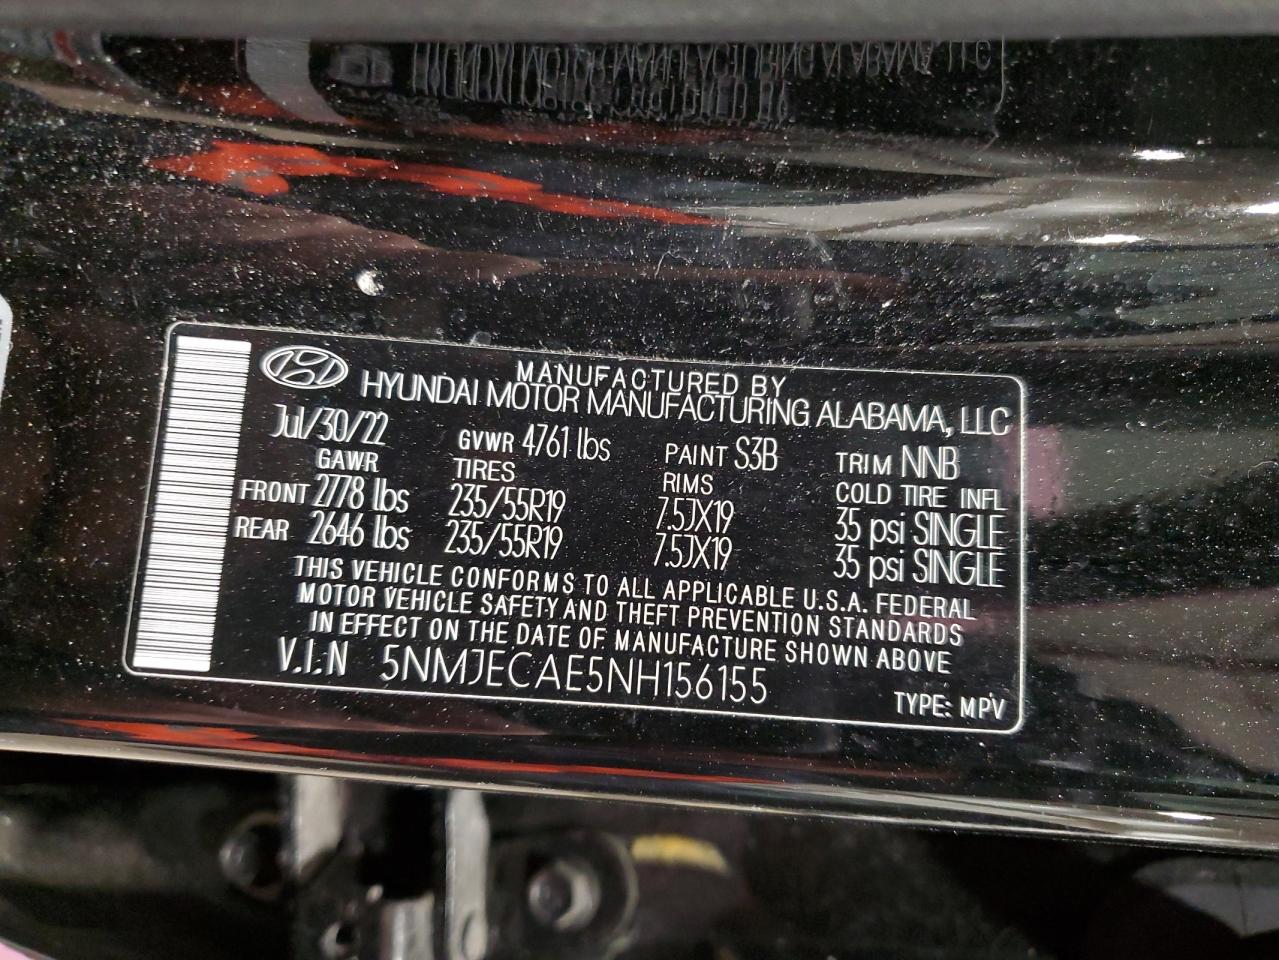 MANUFACTURED BY
HYUNDAI MOTOR MANUFACTURING ALABAMA, LLC
Jul/30/22 GVWR 4761 lbs PAINT S3B TRIM NNB
GAWR TIRES RIMS COLD TIRE INFL
FRONT 2778 lbs 235/55R19 7.5JX19 35 psi SINGLE
REAR 2646 lbs 235/55R19 7.5JX19 35 psi SINGLE
THIS VEHICLE CONFORMS TO ALL APPLICABLE U.S.A. FEDERAL
MOTOR VEHICLE SAFETY AND THEFT PREVENTION STANDARDS
IN EFFECT ON THE DATE OF MANUFACTURE SHOWN ABOVE
V.I.N 5NMJECAE5NH156155
TYPE: MPV